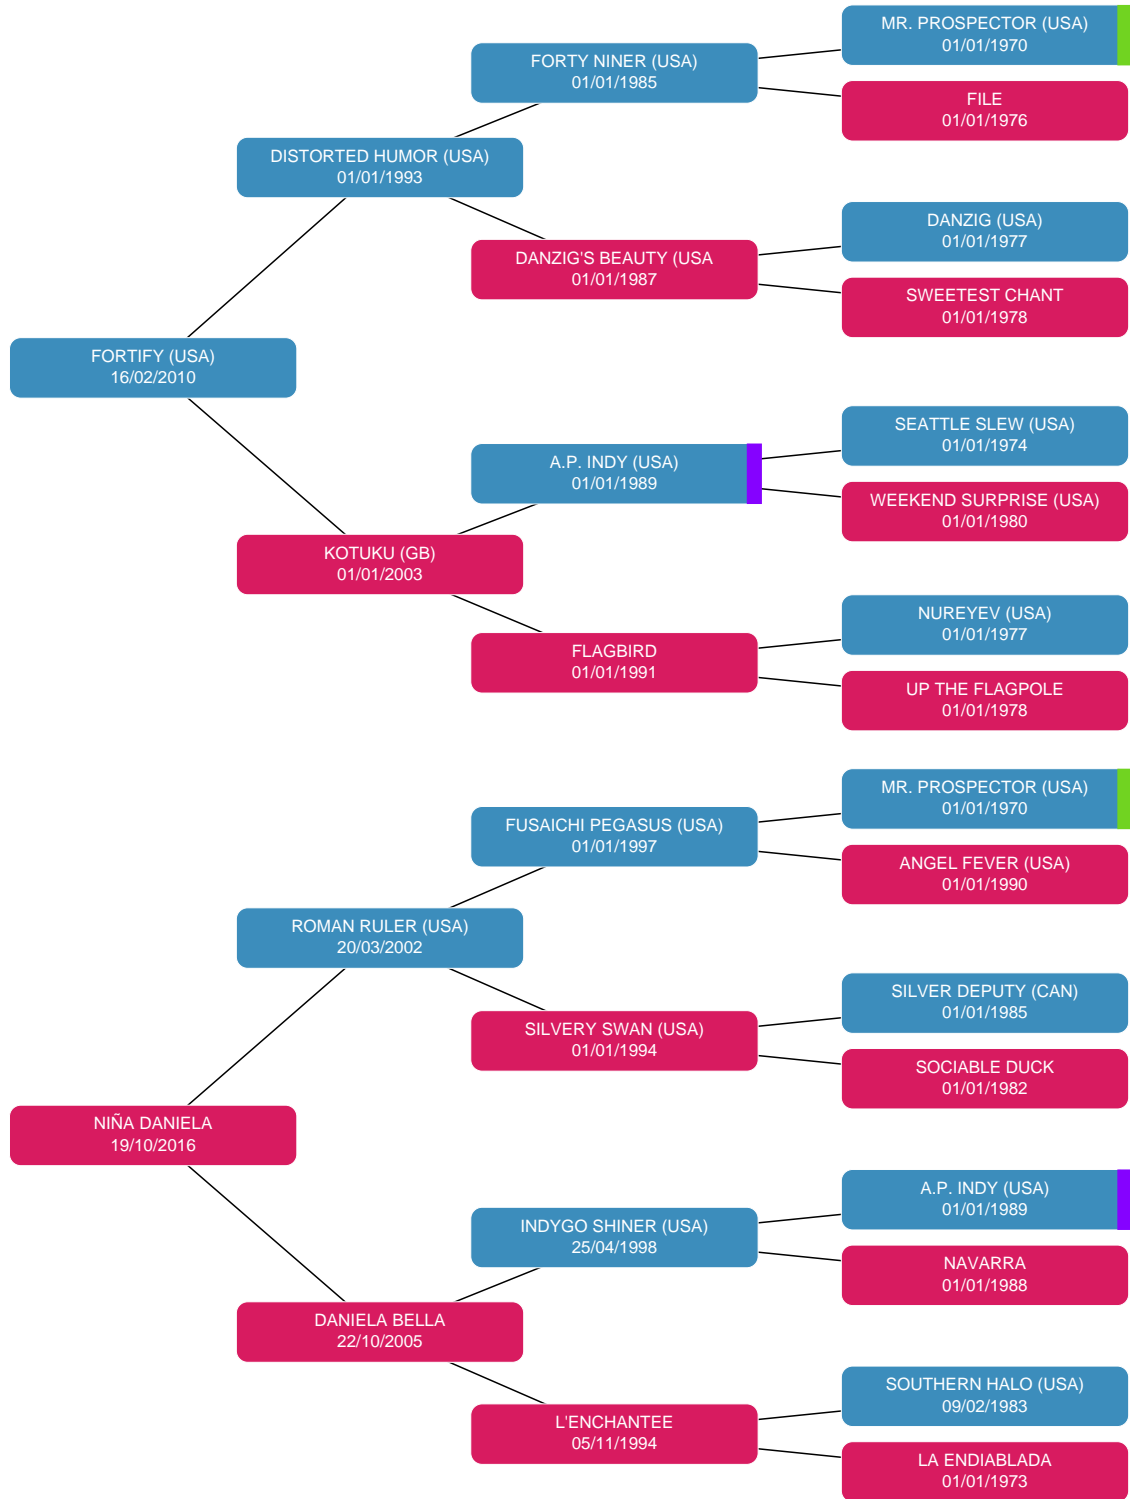 MR. PROSPECTOR (USA)
01/01/1970
FORTY NINER (USA)
01/01/1985
FILE
01/01/1976
DISTORTED HUMOR (USA)
01/01/1993
DANZIG (USA)
01/01/1977
DANZIG'S BEAUTY (USA
01/01/1987
SWEETEST CHANT
01/01/1978
FORTIFY (USA)
16/02/2010
SEATTLE SLEW (USA)
01/01/1974
A.P. INDY (USA)
01/01/1989
WEEKEND SURPRISE (USA)
01/01/1980
KOTUKU (GB)
01/01/2003
NUREYEV (USA)
01/01/1977
FLAGBIRD
01/01/1991
UP THE FLAGPOLE
01/01/1978
MR. PROSPECTOR (USA)
01/01/1970
FUSAICHI PEGASUS (USA)
01/01/1997
ANGEL FEVER (USA)
01/01/1990
ROMAN RULER (USA)
20/03/2002
SILVER DEPUTY (CAN)
01/01/1985
SILVERY SWAN (USA)
01/01/1994
SOCIABLE DUCK
01/01/1982
NIÑA DANIELA
19/10/2016
A.P. INDY (USA)
01/01/1989
INDYGO SHINER (USA)
25/04/1998
NAVARRA
01/01/1988
DANIELA BELLA
22/10/2005
SOUTHERN HALO (USA)
09/02/1983
L'ENCHANTEE
05/11/1994
LA ENDIABLADA
01/01/1973